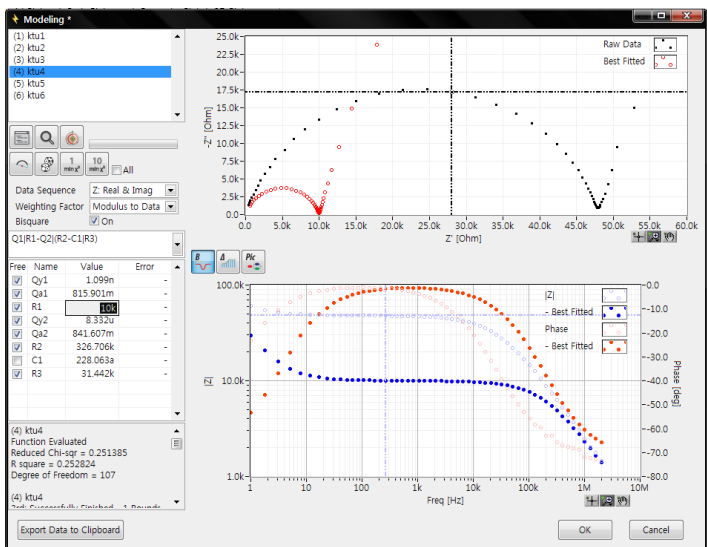 Modeling *
(1) ktu1
(2) ktu2
(3) ktu3
(4) ktu4
(5) ktu5
(6) ktu6
1 minχ² 10 minχ² All
Data Sequence Z: Real & Imag
Weighting Factor Modulus to Data
Bisquare On
Q1|R1-Q2|(R2-C1|R3)
Free Name Value Error
Qy1 1.099n -
Qa1 815.901m -
R1 10k -
Qy2 8.332u -
Qa2 841.607m -
R2 326.706k -
C1 228.063a -
R3 31.442k -
(4) ktu4
Function Evaluated
Reduced Chi-sqr = 0.251385
R square = 0.252824
Degree of Freedom = 107
(4) ktu4
Export Data to Clipboard
25.0k
22.5k
20.0k
17.5k
15.0k
12.5k
10.0k
7.5k
5.0k
2.5k
0.0
-Z'' [Ohm]
0.0 5.0k 10.0k 15.0k 20.0k 25.0k 30.0k 35.0k 40.0k 45.0k 50.0k 55.0k 60.0k
Z' [Ohm]
Raw Data
Best Fitted
B Δ Pic
100.0k
10.0k
1.0k
|Z|
1 10 100 1k 10k 100k 1M 10M
Freq [Hz]
|Z|
- Best Fitted
Phase
- Best Fitted
-0.0
-10.0
-20.0
-30.0
-40.0
-50.0
-60.0
-70.0
-80.0
Phase [deg]
OK Cancel